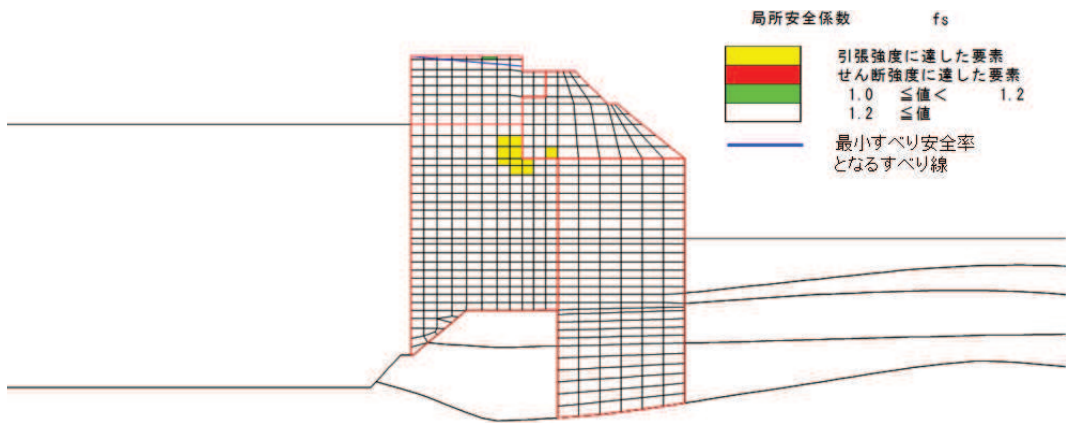 局所安全係数 fs
引張強度に達した要素
せん断強度に達した要素
1.0 ≦値< 1.2
1.2 ≦値
最小すべり安全率
となるすべり線